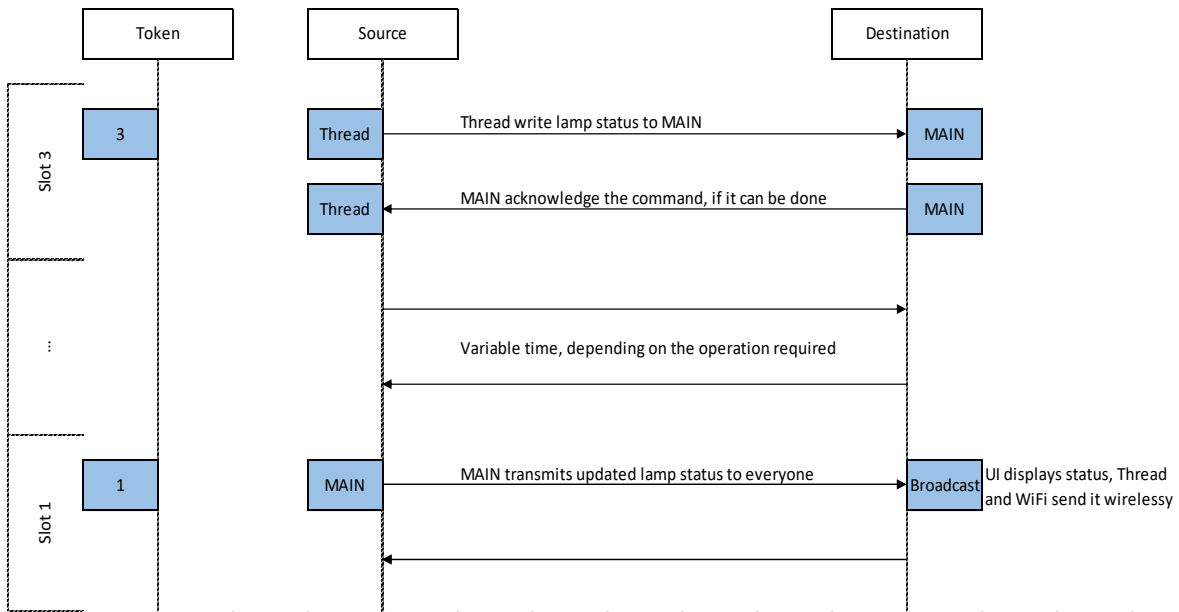 Token
Source
Destination
Slot 3
3
Thread
Thread write lamp status to MAIN
MAIN
Thread
MAIN acknowledge the command, if it can be done
MAIN
...
Variable time, depending on the operation required
Slot 1
1
MAIN
MAIN transmits updated lamp status to everyone
Broadcast
UI displays status, Thread
and WiFi send it wirelessy